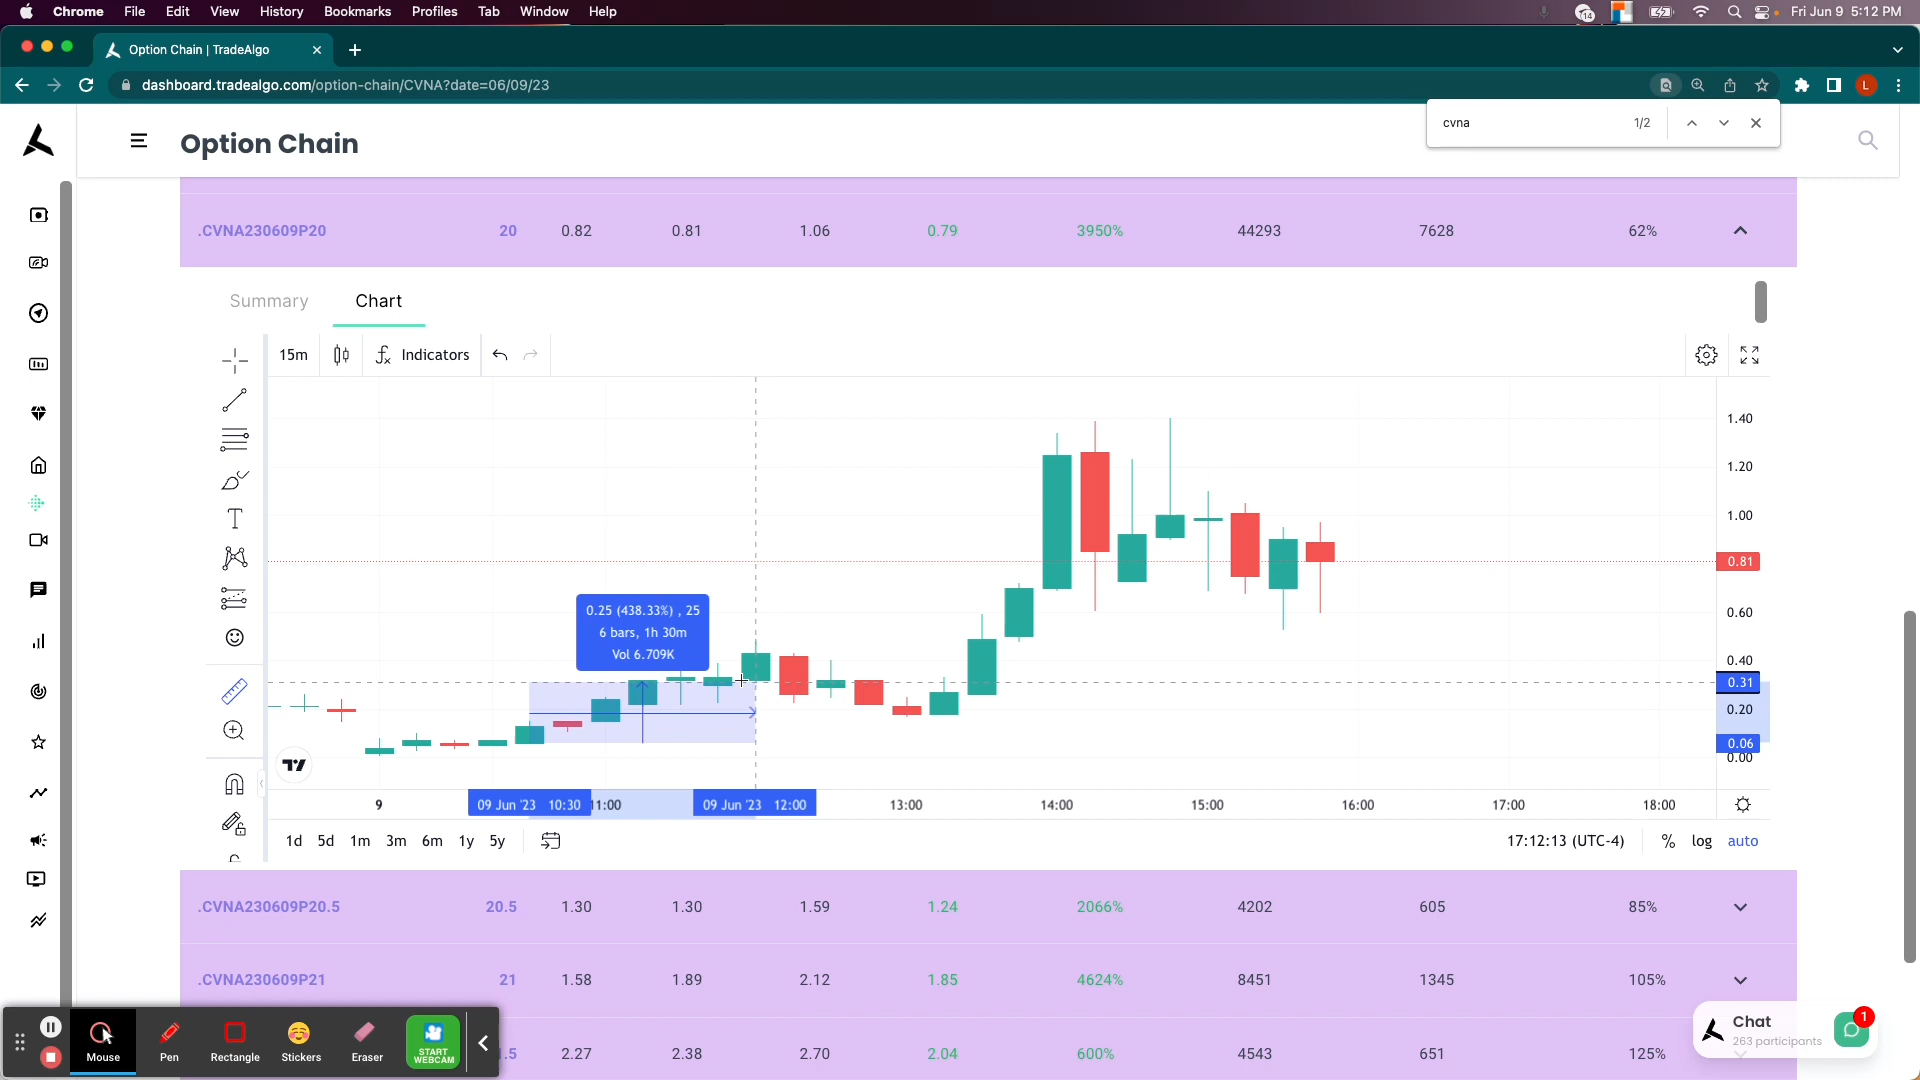 Chrome File Edit View History Bookmarks Profiles Tab Window Help 14 Fri Jun 9 5:12 PM
Option Chain | TradeAlgo
dashboard.tradealgo.com/option-chain/CVNA?date=06/09/23 L
cvna 1/2
Option Chain
.CVNA230609P20 20 0.82 0.81 1.06 0.79 3950% 44293 7628 62%
Summary Chart
15m Indicators
1.40
1.20
1.00
0.81
0.60
0.40
0.31
0.20
0.06
0.00
0.25 (438.33%) , 25
6 bars, 1h 30m
Vol 6.709K
9 09 Jun '23 10:30 11:00 09 Jun '23 12:00 13:00 14:00 15:00 16:00 17:00 18:00
1d 5d 1m 3m 6m 1y 5y 17:12:13 (UTC-4) % log auto
.CVNA230609P20.5 20.5 1.30 1.30 1.59 1.24 2066% 4202 605 85%
.CVNA230609P21 21 1.58 1.89 2.12 1.85 4624% 8451 1345 105%
.5 2.27 2.38 2.70 2.04 600% 4543 651 125%
Mouse Pen Rectangle Stickers Eraser START WEBCAM
Chat 1
263 participants